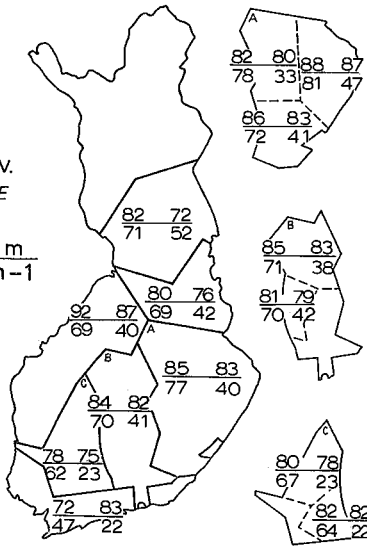 V.
E
m
n-1
82 72
71 52
80 76
69 42
92 87
69 40
A
B
85 83
77 40
C
84 82
70 41
78 75
62 23
72 83
47 22
A
82 80
78 33
88 87
81 47
86 83
72 41
B
85 83
71 38
81 79
70 42
C
80 78
67 23
82 82
64 22